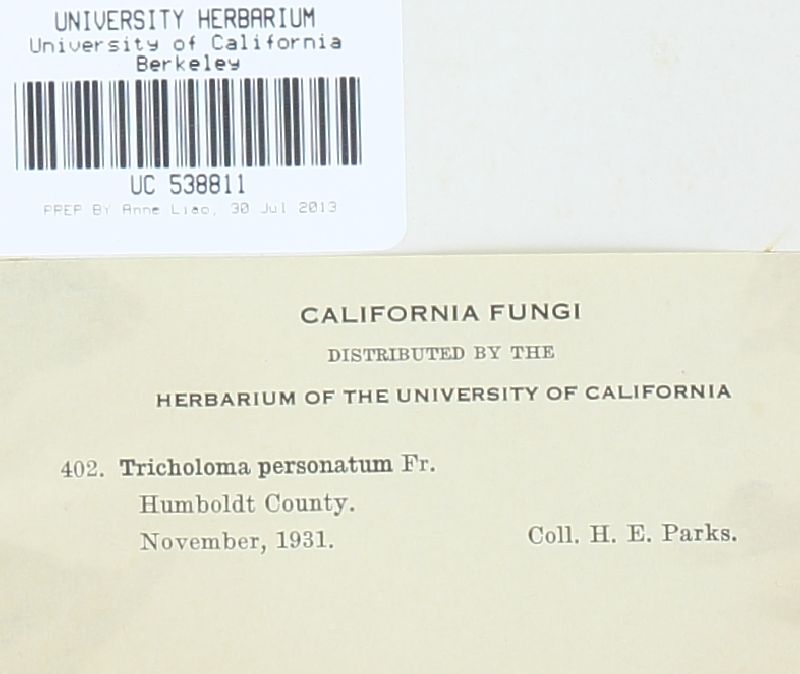 UNIVERSITY HERBARIUM
University of California
Berkeley
UC 538811
PREP BY Anne Liao, 30 Jul 2013
CALIFORNIA FUNGI
DISTRIBUTED BY THE
HERBARIUM OF THE UNIVERSITY OF CALIFORNIA
402. Tricholoma personatum Fr.
Humboldt County.
November, 1931. Coll. H. E. Parks.